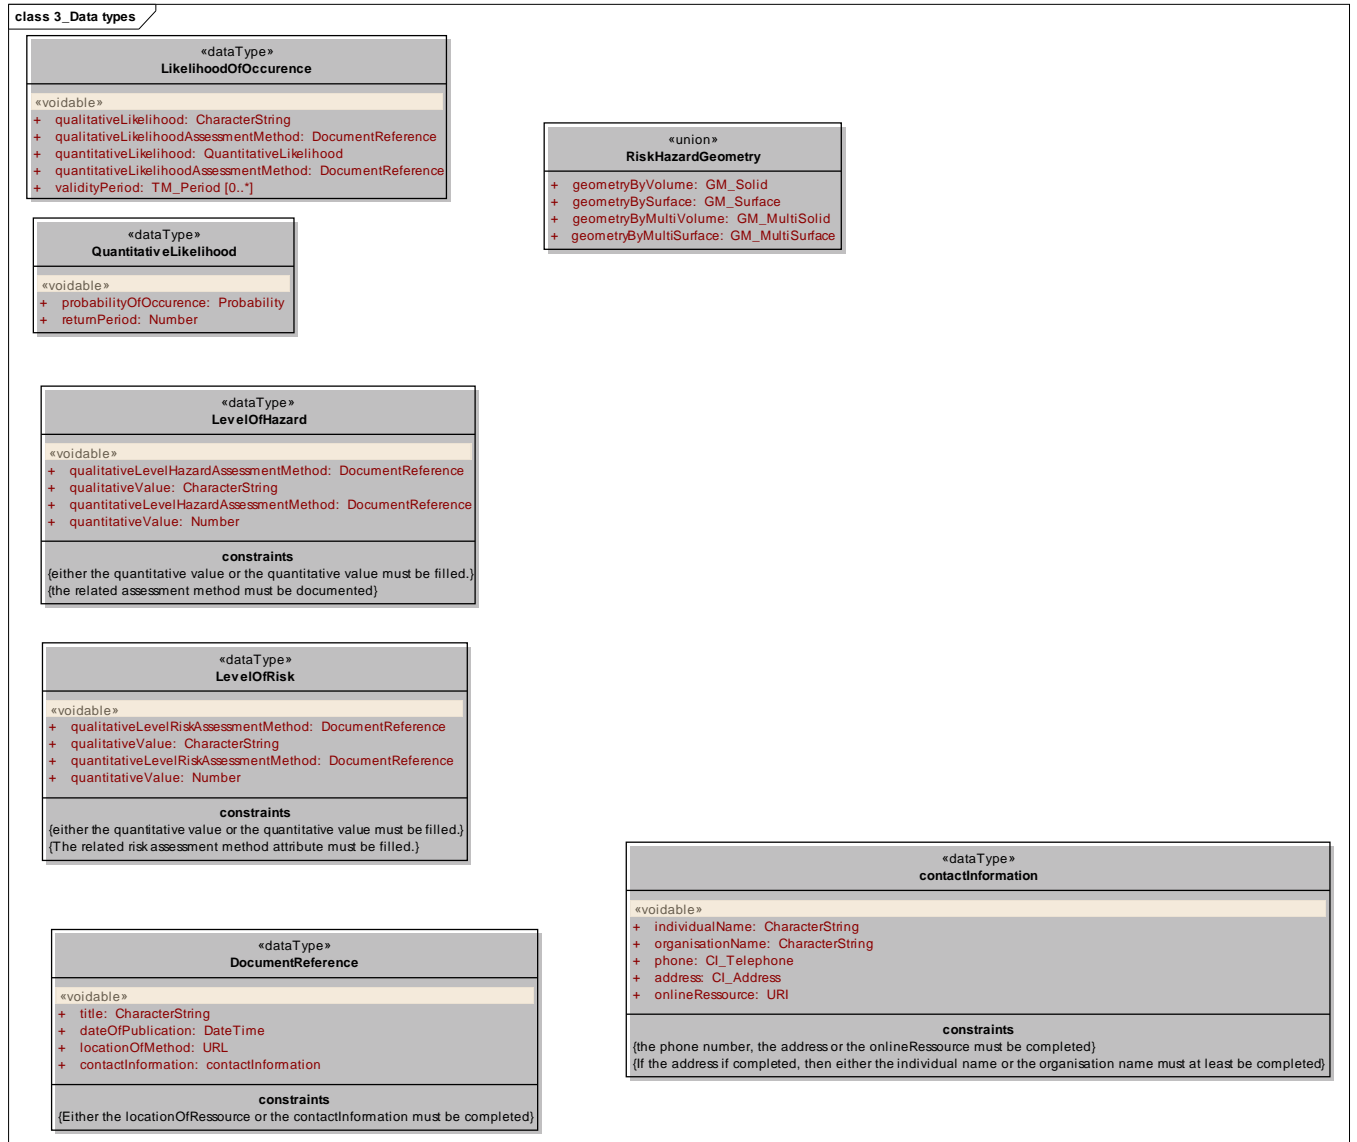 class 3_Data types
«dataType»
LikelihoodOfOccurence
«voidable»
+ qualitativeLikelihood: CharacterString
+ qualitativeLikelihoodAssessmentMethod: DocumentReference
+ quantitativeLikelihood: QuantitativeLikelihood
+ quantitativeLikelihoodAssessmentMethod: DocumentReference
+ validityPeriod: TM_Period [0..*]
«union»
RiskHazardGeometry
+ geometryByVolume: GM_Solid
+ geometryBySurface: GM_Surface
+ geometryByMultiVolume: GM_MultiSolid
+ geometryByMultiSurface: GM_MultiSurface
«dataType»
QuantitativeLikelihood
«voidable»
+ probabilityOfOccurence: Probability
+ returnPeriod: Number
«dataType»
LevelOfHazard
«voidable»
+ qualitativeLevelHazardAssessmentMethod: DocumentReference
+ qualitativeValue: CharacterString
+ quantitativeLevelHazardAssessmentMethod: DocumentReference
+ quantitativeValue: Number
constraints
{either the quantitative value or the quantitative value must be filled.}
{the related assessment method must be documented}
«dataType»
LevelOfRisk
«voidable»
+ qualitativeLevelRiskAssessmentMethod: DocumentReference
+ qualitativeValue: CharacterString
+ quantitativeLevelRiskAssessmentMethod: DocumentReference
+ quantitativeValue: Number
constraints
{either the quantitative value or the quantitative value must be filled.}
{The related risk assessment method attribute must be filled.}
«dataType»
contactInformation
«voidable»
+ individualName: CharacterString
+ organisationName: CharacterString
+ phone: CI_Telephone
+ address: CI_Address
+ onlineRessource: URI
constraints
{the phone number, the address or the onlineRessource must be completed}
{If the address if completed, then either the individual name or the organisation name must at least be completed}
«dataType»
DocumentReference
«voidable»
+ title: CharacterString
+ dateOfPublication: DateTime
+ locationOfMethod: URL
+ contactInformation: contactInformation
constraints
{Either the locationOfRessource or the contactInformation must be completed}